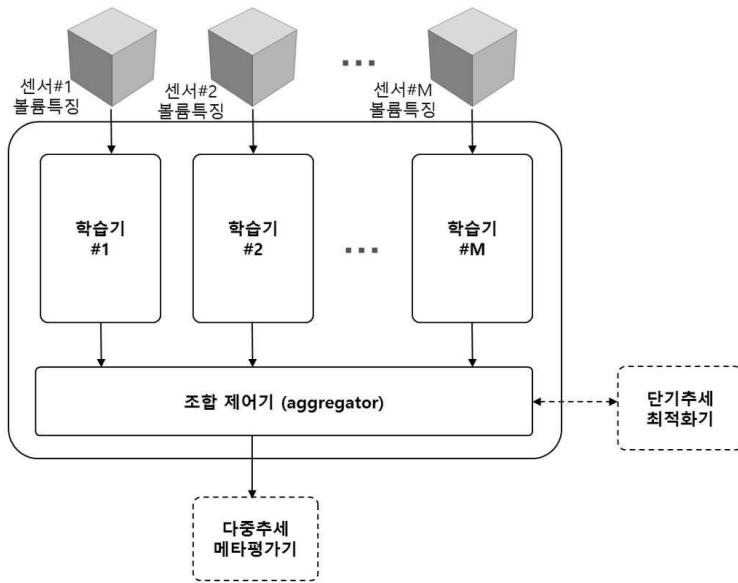 센서#1
볼륨특징
센서#2
볼륨특징
센서#M
볼륨특징
학습기
#1
학습기
#2
학습기
#M
조합 제어기 (aggregator)
단기추세
최적화기
다중추세
메타평가기